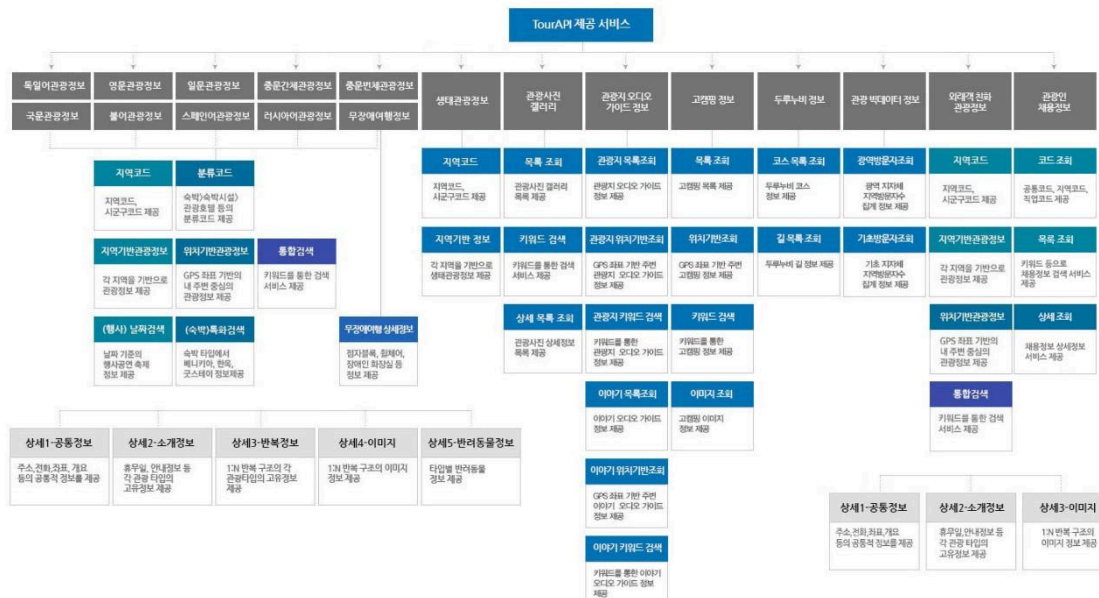 TourAPI 제공 서비스
독일어관광정보
영문관광정보
일문관광정보
중문간체관광정보
중문번체관광정보
국문관광정보
불어관광정보
스페인어관광정보
러시아어관광정보
무장애여행정보
생태관광정보
관광사진
갤러리
관광지 오디오
가이드 정보
고캠핑 정보
두루누비 정보
관광 빅데이터 정보
외래객 친화
관광정보
관광인
채용정보
지역코드
지역코드,
시군구코드 제공
분류코드
숙박>숙박시설>
관광호텔 등의
분류코드 제공
지역기반관광정보
각 지역을 기반으로
관광정보 제공
위치기반관광정보
GPS 좌표 기반의
내 주변 중심의
관광정보 제공
통합검색
키워드를 통한 검색
서비스 제공
(행사) 날짜검색
날짜 기준의
행사공연 축제
정보 제공
(숙박)특화검색
숙박 타입에서
베니키아, 한옥,
굿스테이 정보제공
무장애여행 상세정보
점자블록, 휠체어,
장애인 화장실 등
정보 제공
상세1-공통정보
주소,전화,좌표, 개요
등의 공통적 정보를 제공
상세2-소개정보
휴무일, 안내정보 등
각 관광 타입의
고유정보 제공
상세3-반복정보
1:N 반복 구조의 각
관광타입의 고유정보
제공
상세4-이미지
1:N 반복 구조의 이미지
정보 제공
상세5-반려동물정보
타입별 반려동물
정보 제공
지역코드
지역코드,
시군구코드 제공
지역기반 정보
각 지역을 기반으로
생태관광정보 제공
목록 조회
관광사진 갤러리
목록 제공
키워드 검색
키워드를 통한 검색
서비스 제공
상세 목록 조회
관광사진 상세정보
목록 제공
관광지 목록조회
관광지 오디오 가이드
정보 제공
관광지 위치기반조회
GPS 좌표 기반 주변
관광지 오디오 가이드
정보 제공
관광지 키워드 검색
키워드를 통한
관광지 오디오 가이드
정보 제공
이야기 목록조회
이야기 오디오 가이드
정보 제공
이야기 위치기반조회
GPS 좌표 기반 주변
이야기 오디오 가이드
정보 제공
이야기 키워드 검색
키워드를 통한 이야기
오디오 가이드 정보
제공
목록 조회
고캠핑 목록 제공
위치기반조회
GPS 좌표 기반 주변
고캠핑 정보 제공
키워드 검색
키워드를 통한
고캠핑 정보 제공
이미지 조회
고캠핑 이미지
정보 제공
코스 목록 조회
두루누비 코스
정보 제공
길 목록 조회
두루누비 길 정보 제공
광역방문자조회
광역 지자체
지역방문자수
집계 정보 제공
기초방문자조회
기초 지자체
지역방문자수
집계 정보 제공
지역코드
지역코드,
시군구코드 제공
지역기반관광정보
각 지역을 기반으로
관광정보 제공
위치기반관광정보
GPS 좌표 기반의
내 주변 중심의
관광정보 제공
통합검색
키워드를 통한 검색
서비스 제공
코드 조회
공통코드, 지역코드,
직업코드 제공
목록 조회
키워드 등으로
채용정보 검색 서비스
제공
상세 조회
채용정보 상세정보
서비스 제공
상세1-공통정보
주소,전화,좌표,개요
등의 공통적 정보를 제공
상세2-소개정보
휴무일,안내정보 등
각 관광 타입의
고유정보 제공
상세3-이미지
1:N 반복 구조의
이미지 정보 제공